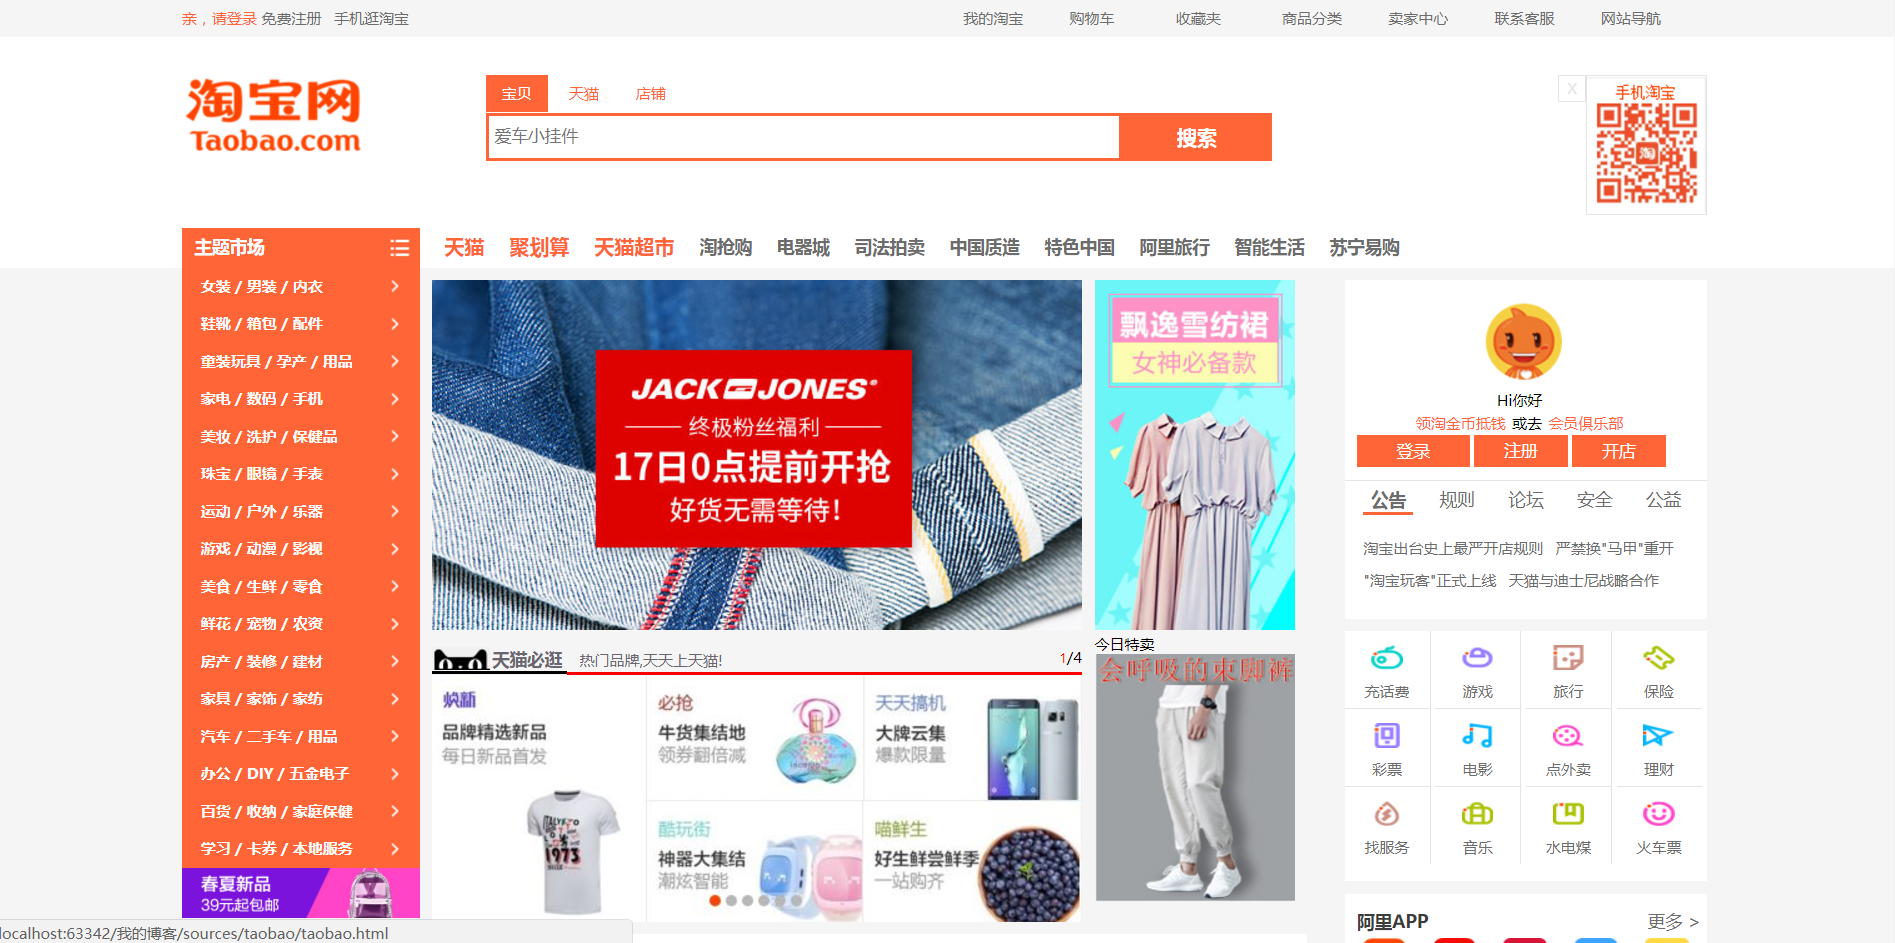 亲，请登录 免费注册 手机逛淘宝 我的淘宝 购物车 收藏夹 商品分类 卖家中心 联系客服 网站导航
淘宝网
Taobao.com
宝贝 天猫 店铺
爱车小挂件 搜索
X
手机淘宝
淘
主题市场 天猫 聚划算 天猫超市 淘抢购 电器城 司法拍卖 中国质造 特色中国 阿里旅行 智能生活 苏宁易购
女装 / 男装 / 内衣
鞋靴 / 箱包 / 配件
童装玩具 / 孕产 / 用品
家电 / 数码 / 手机
美妆 / 洗护 / 保健品
珠宝 / 眼镜 / 手表
运动 / 户外 / 乐器
游戏 / 动漫 / 影视
美食 / 生鲜 / 零食
鲜花 / 宠物 / 农资
房产 / 装修 / 建材
家具 / 家饰 / 家纺
汽车 / 二手车 / 用品
办公 / DIY / 五金电子
百货 / 收纳 / 家庭保健
学习 / 卡券 / 本地服务
春夏新品
39元起包邮
JACK JONES
终极粉丝福利
17日0点提前开抢
好货无需等待!
飘逸雪纺裙
女神必备款
今日特卖
会呼吸的束脚裤
天猫必逛 热门品牌,天天上天猫! 1/4
焕新
品牌精选新品
每日新品首发
必抢
牛货集结地
领券翻倍减
天天搞机
大牌云集
爆款限量
酷玩街
神器大集结
潮炫智能
喵鲜生
好生鲜尝鲜季
一站购齐
1973
Hi你好
领淘金币抵钱 或去 会员俱乐部
登录 注册 开店
公告 规则 论坛 安全 公益
淘宝出台史上最严开店规则 严禁换"马甲"重开
"淘宝玩客"正式上线 天猫与迪士尼战略合作
充话费 游戏 旅行 保险
彩票 电影 点外卖 理财
找服务 音乐 水电煤 火车票
阿里APP 更多 >
localhost:63342/我的博客/sources/taobao/taobao.html